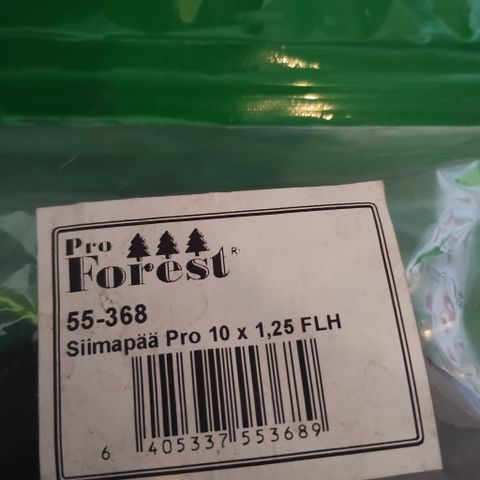 Pro
Forest®
55-368
Siimapää Pro 10 x 1,25 FLH
6 405337 553689